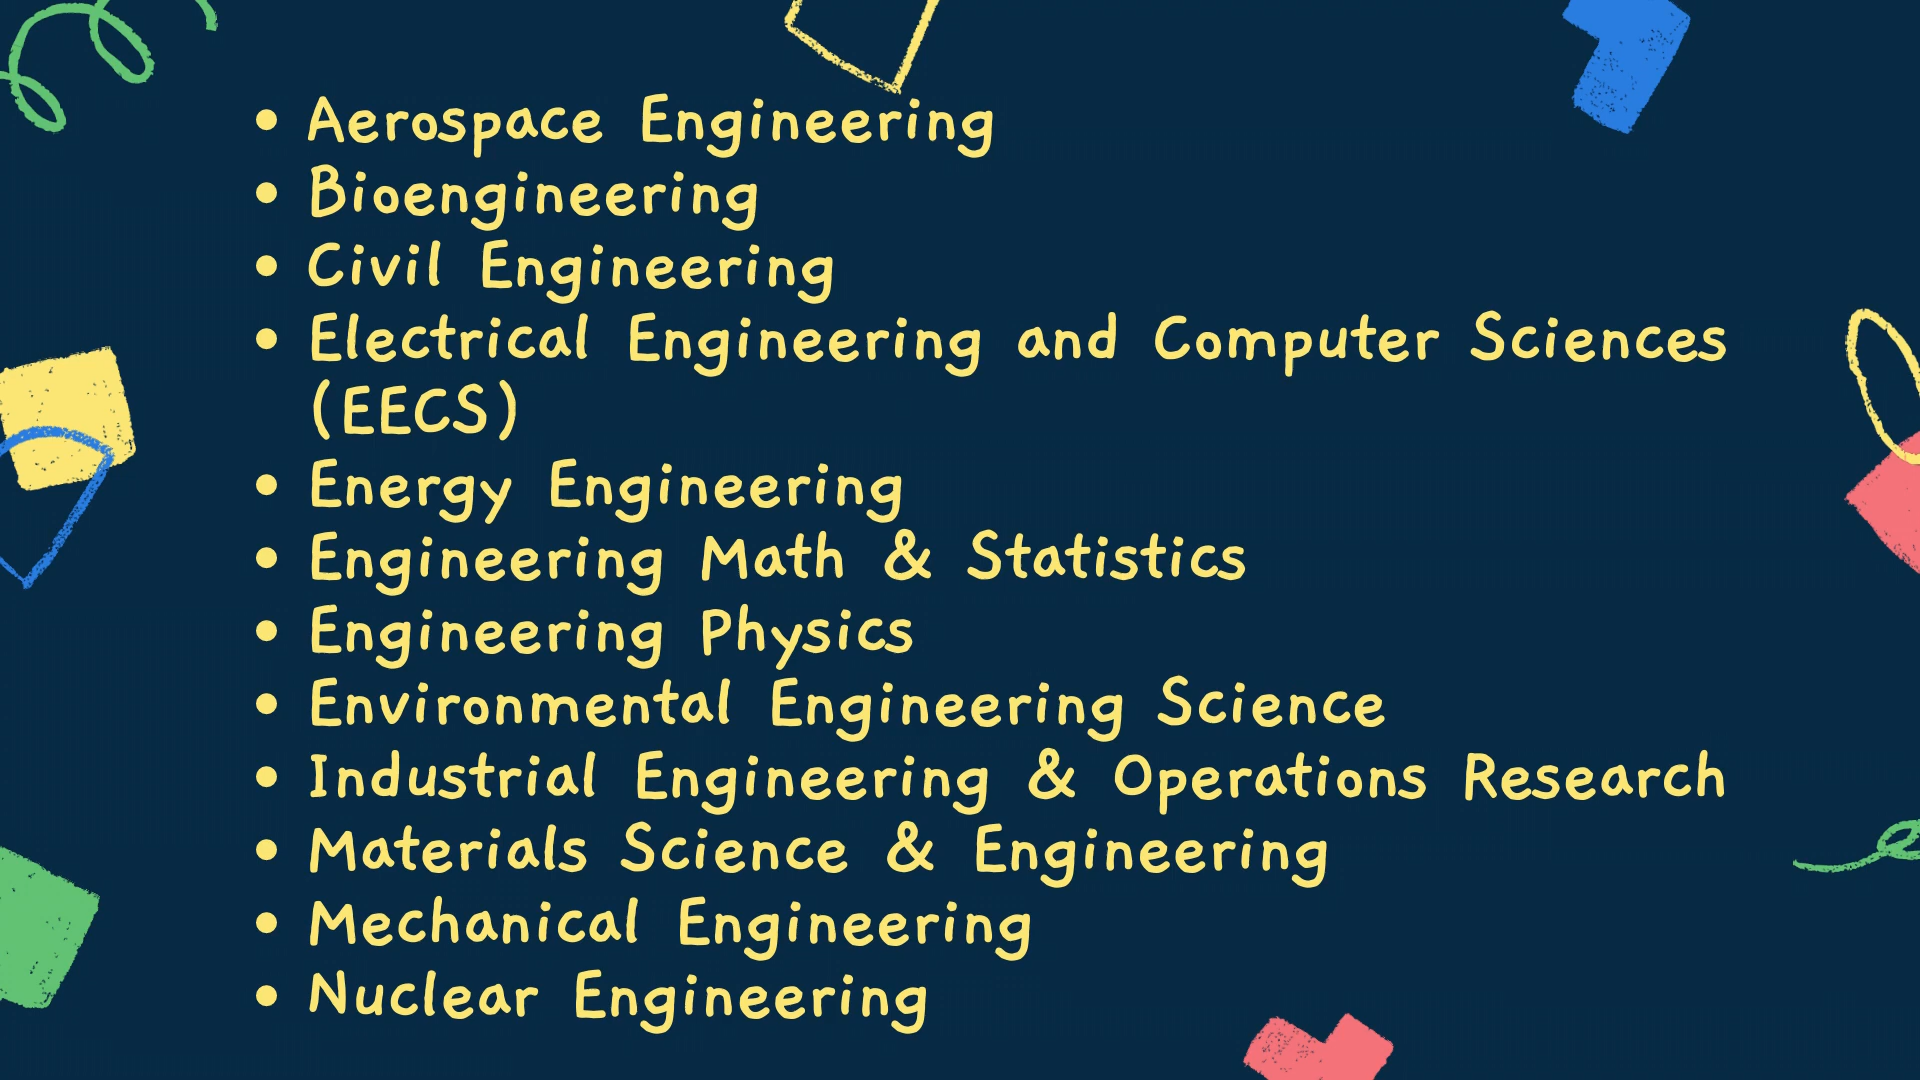 • Aerospace Engineering
• Bioengineering
• Civil Engineering
• Electrical Engineering and Computer Sciences
(EECS)
• Energy Engineering
• Engineering Math & Statistics
• Engineering Physics
• Environmental Engineering Science
• Industrial Engineering & Operations Research
• Materials Science & Engineering
• Mechanical Engineering
• Nuclear Engineering